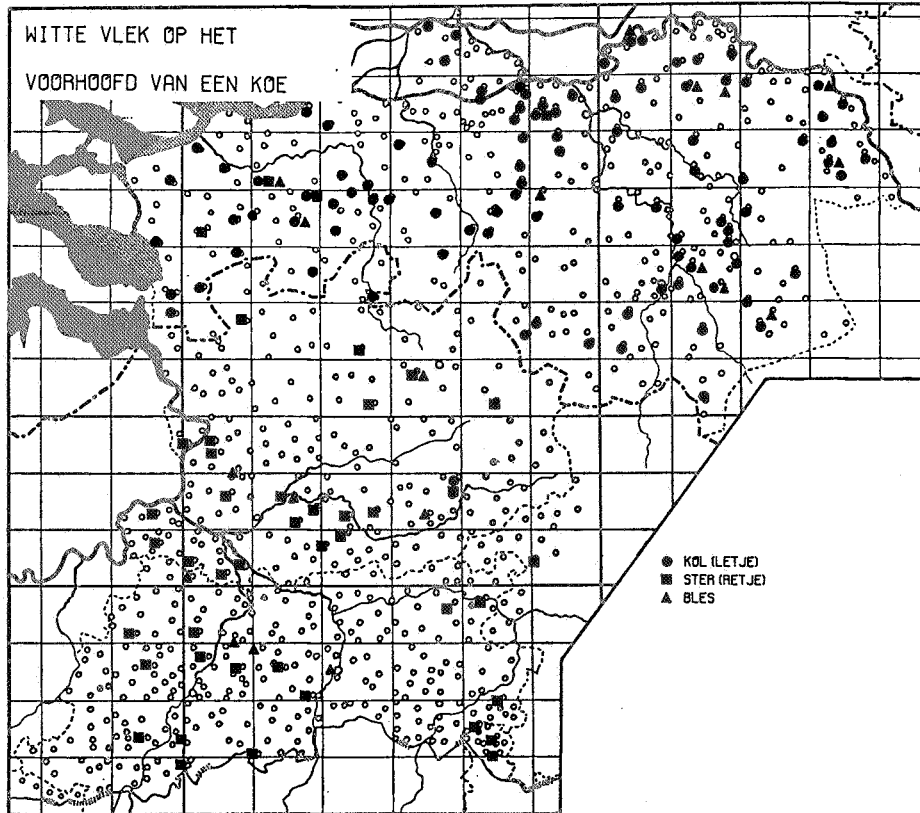 WITTE VLEK OP HET
VOORHOOFD VAN EEN KOE
KOL (LETJE)
STER (RETJE)
BLES